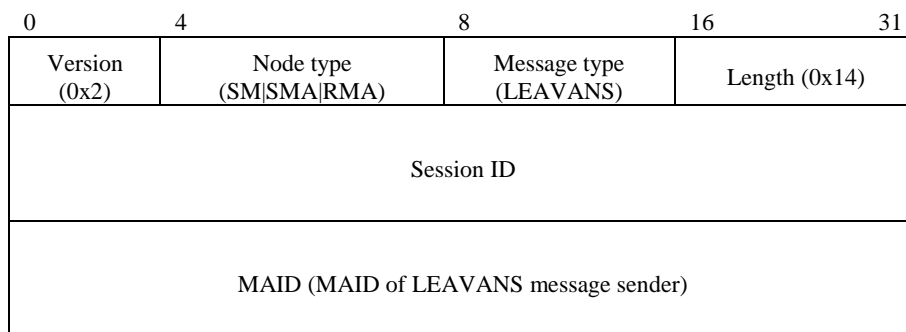 0 4 8 16 31
Version Node type Message type Length (0x14)
(0x2) (SM|SMA|RMA) (LEAVANS)
Session ID
MAID (MAID of LEAVANS message sender)